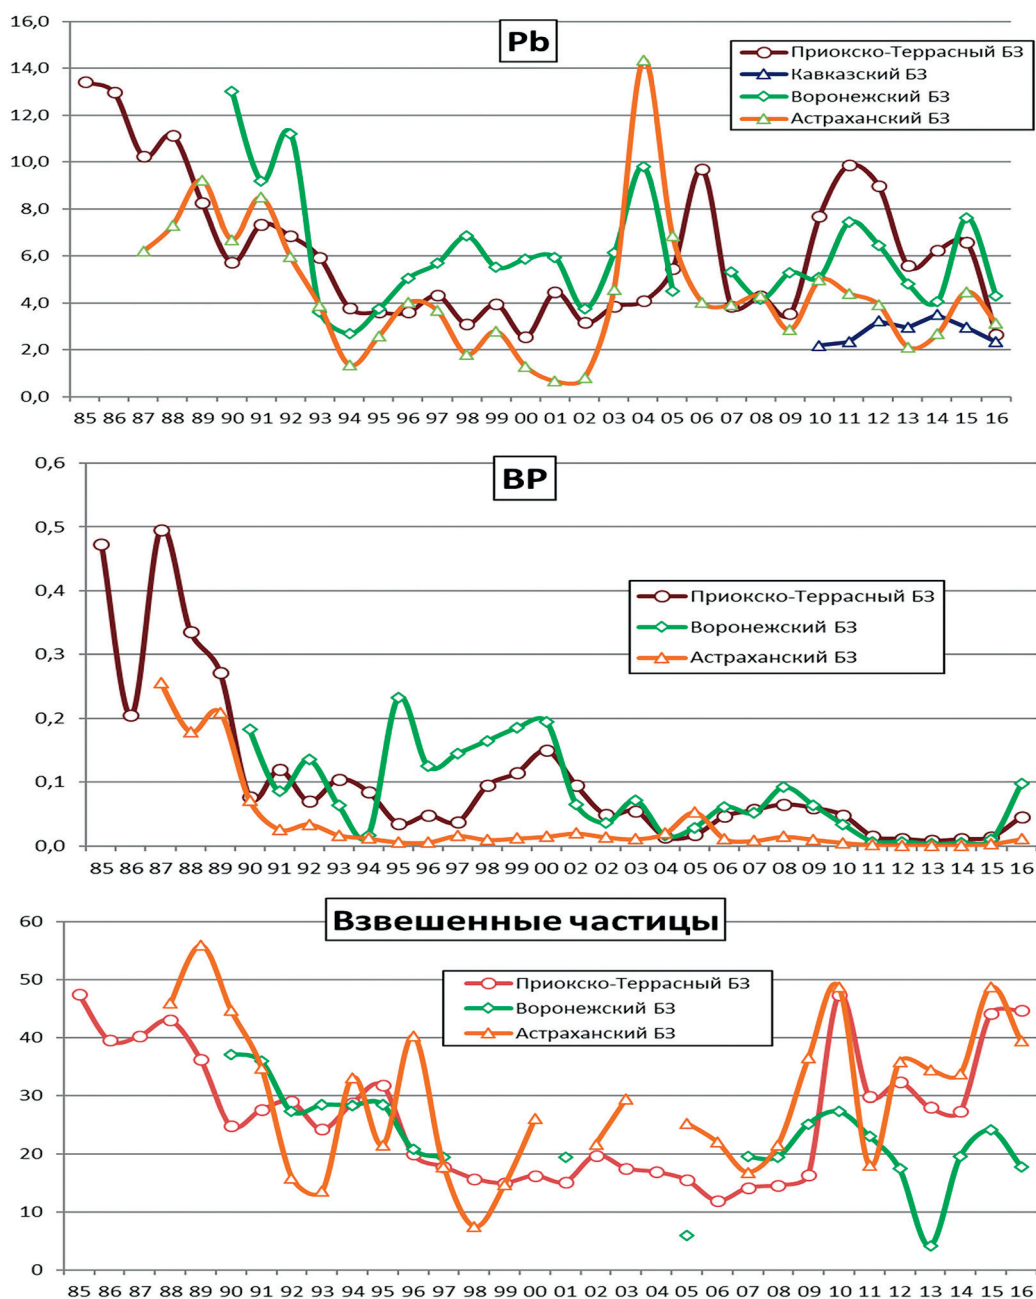 Pb
16,0
14,0
12,0
10,0
8,0
6,0
4,0
2,0
0,0
Приокско-Террасный БЗ
Кавказский БЗ
Воронежский БЗ
Астраханский БЗ
85 86 87 88 89 90 91 92 93 94 95 96 97 98 99 00 01 02 03 04 05 06 07 08 09 10 11 12 13 14 15 16
BP
0,6
0,5
0,4
0,3
0,2
0,1
0,0
Приокско-Террасный БЗ
Воронежский БЗ
Астраханский БЗ
85 86 87 88 89 90 91 92 93 94 95 96 97 98 99 00 02 02 03 04 05 06 07 08 09 10 11 12 13 14 15 16
Взвешенные частицы
60
50
40
30
20
10
0
Приокско-Террасный БЗ
Воронежский БЗ
Астраханский БЗ
85 86 87 88 89 90 91 92 93 94 95 96 97 98 99 00 01 02 03 04 05 06 07 08 09 10 11 12 13 14 15 16